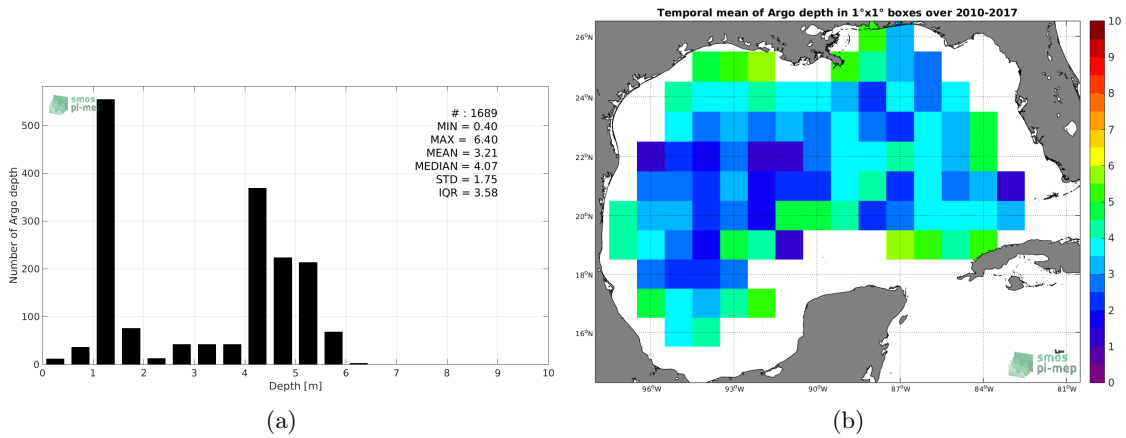 smos
pi-mep
# : 1689
MIN = 0.40
MAX = 6.40
MEAN = 3.21
MEDIAN = 4.07
STD = 1.75
IQR = 3.58
Number of Argo depth
500
400
300
200
100
0
0 1 2 3 4 5 6 7 8 9 10
Depth [m]
(a)
Temporal mean of Argo depth in 1°x1° boxes over 2010-2017
26°N
24°N
22°N
20°N
18°N
16°N
96°W 93°W 90°W 87°W 84°W 81°W
smos
pi-mep
10
9
8
7
6
5
4
3
2
1
0
(b)